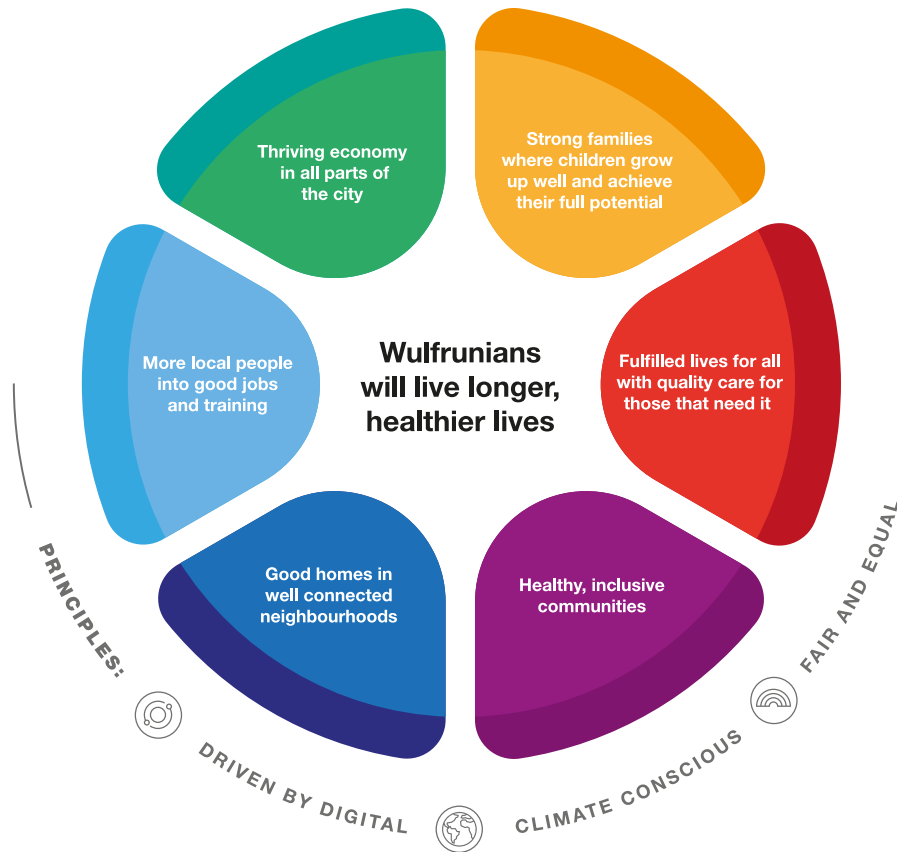 Thriving economy
in all parts of
the city
Strong families
where children grow
up well and achieve
their full potential
More local people
into good jobs
and training
Wulfrunians
will live longer,
healthier lives
Fulfilled lives for all
with quality care for
those that need it
Good homes in
well connected
neighbourhoods
Healthy, inclusive
communities
PRINCIPLES:
DRIVEN BY DIGITAL
CLIMATE CONSCIOUS
FAIR AND EQUAL